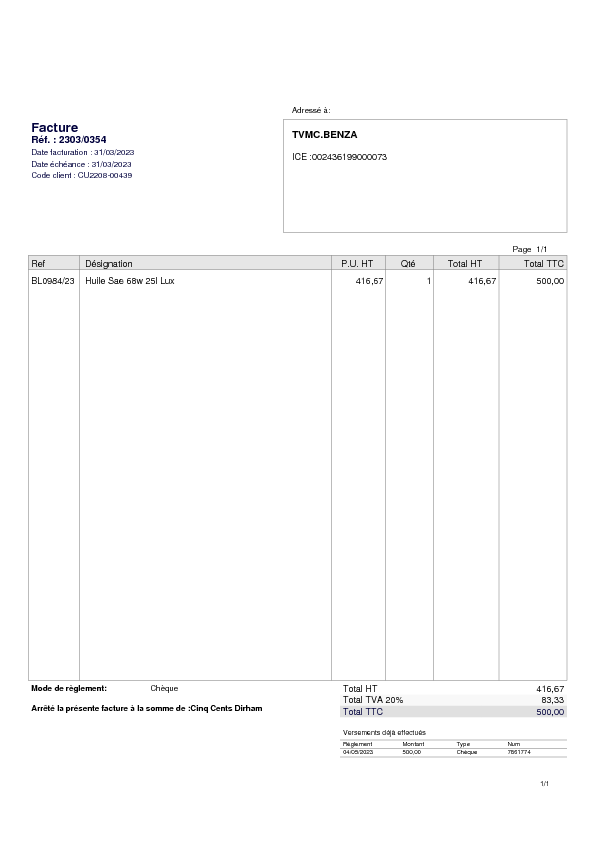 Adressé à:
Facture
Réf. : 2303/0354
Date facturation : 31/03/2023
Date échéance : 31/03/2023
Code client : CU2208-00439
TVMC.BENZA
ICE :002436199000073
Page 1/1
Ref Désignation P.U. HT Qté Total HT Total TTC
BL0984/23 Huile Sae 68w 25l Lux 416,67 1 416,67 500,00
Mode de règlement: Chèque
Arrêté la présente facture à la somme de :Cinq Cents Dirham
Total HT 416,67
Total TVA 20% 83,33
Total TTC 500,00
Versements déjà effectués
Règlement Montant Type Num
04/05/2023 500,00 Chèque 7861774
1/1